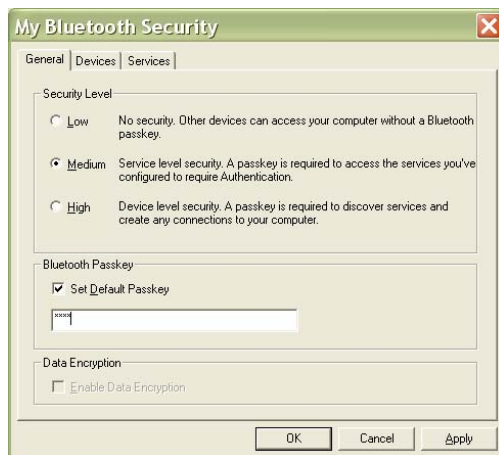 My Bluetooth Security
General Devices Services
Security Level
Low No security. Other devices can access your computer without a Bluetooth
passkey.
Medium Service level security. A passkey is required to access the services you've
configured to require Authentication.
High Device level security. A passkey is required to discover services and
create any connections to your computer.
Bluetooth Passkey
Set Default Passkey
xxxx
Data Encryption
Enable Data Encryption
OK Cancel Apply